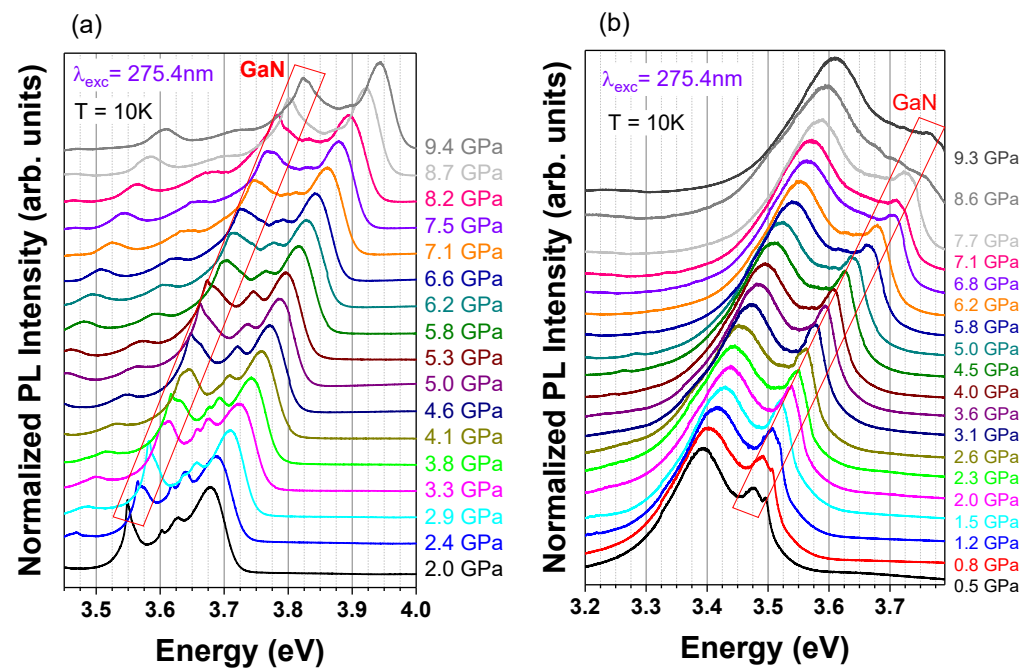 (a)
Normalized PL Intensity (arb. units)
λexc= 275.4nm
T = 10K
GaN
9.4 GPa
8.7 GPa
8.2 GPa
7.5 GPa
7.1 GPa
6.6 GPa
6.2 GPa
5.8 GPa
5.3 GPa
5.0 GPa
4.6 GPa
4.1 GPa
3.8 GPa
3.3 GPa
2.9 GPa
2.4 GPa
2.0 GPa
3.5 3.6 3.7 3.8 3.9 4.0
Energy (eV)
(b)
Normalized PL Intensity (arb. units)
λexc= 275.4nm
T = 10K
GaN
9.3 GPa
8.6 GPa
7.7 GPa
7.1 GPa
6.8 GPa
6.2 GPa
5.8 GPa
5.0 GPa
4.5 GPa
4.0 GPa
3.6 GPa
3.1 GPa
2.6 GPa
2.3 GPa
2.0 GPa
1.5 GPa
1.2 GPa
0.8 GPa
0.5 GPa
3.2 3.3 3.4 3.5 3.6 3.7
Energy (eV)